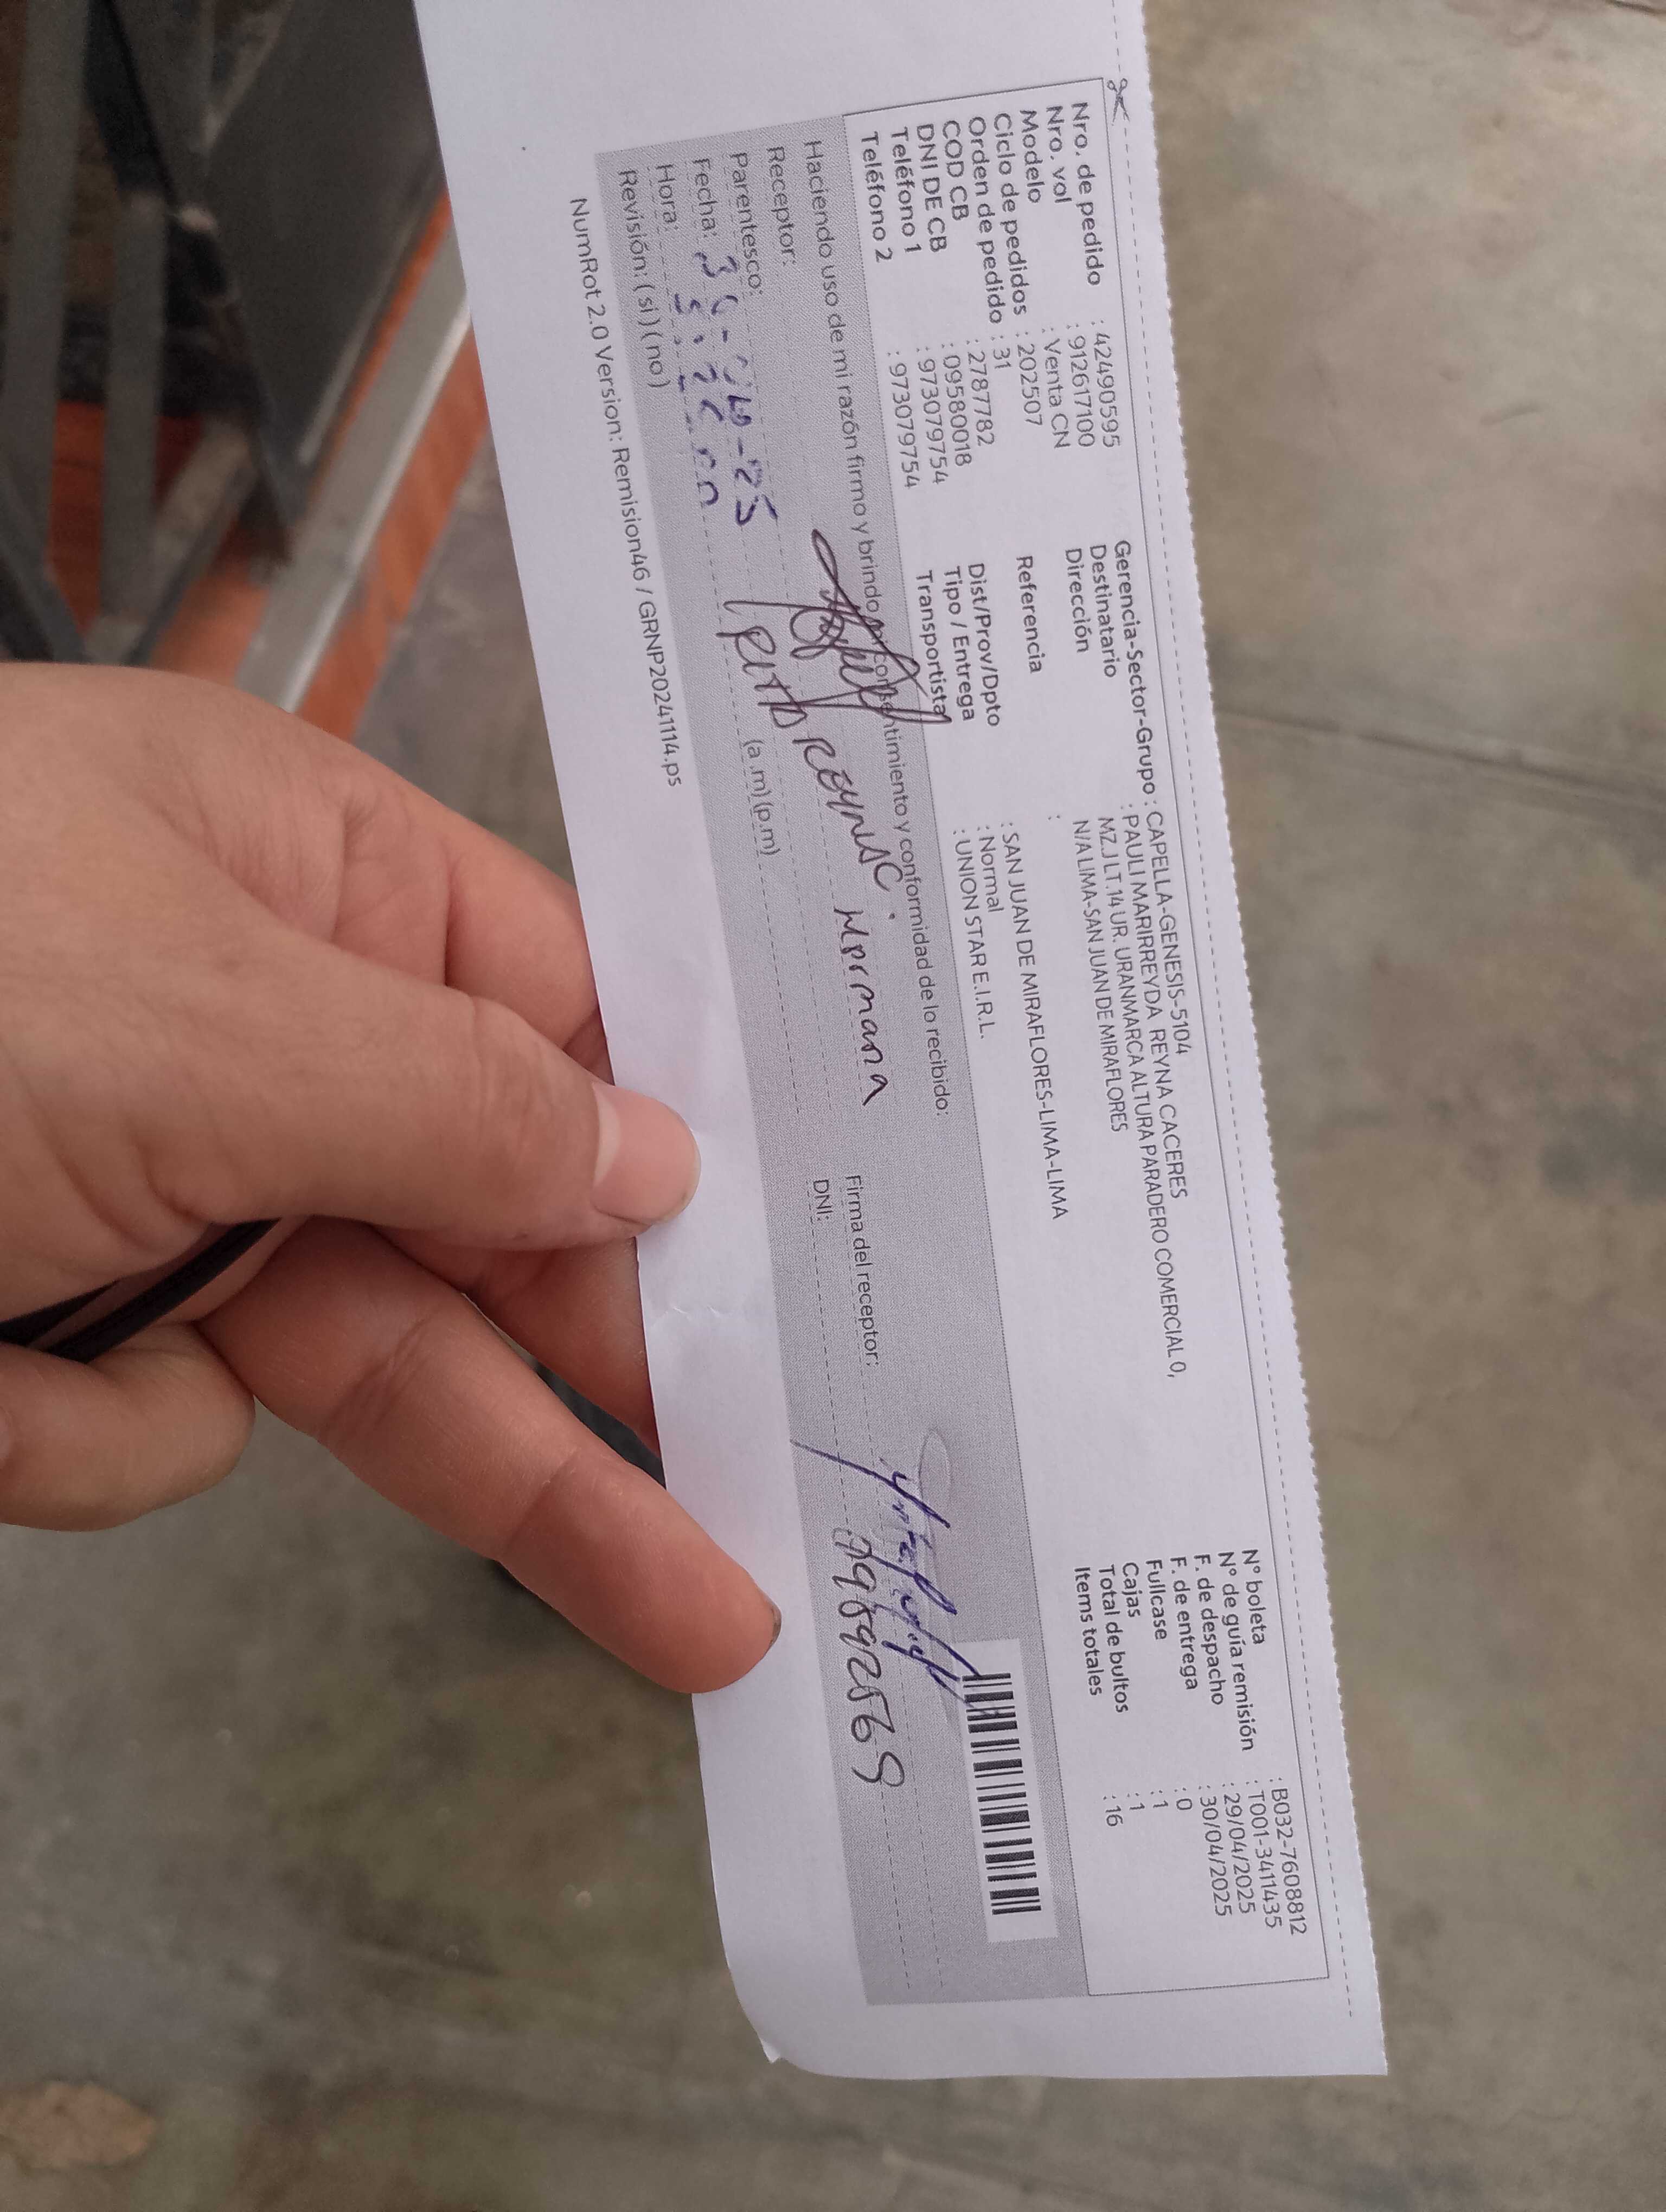 Nro. de pedido : 42490595
Nro. vol : 912617100
Modelo : Venta CN
Ciclo de pedidos : 202507
Orden de pedido : 31
COD CB : 2787782
DNI DE CB : 09580018
Teléfono 1 : 973079754
Teléfono 2 : 973079754
Gerencia-Sector-Grupo : CAPELLA-GENESIS-5104
Destinatario : PAULI MARIRREYDA REYNA CACERES
Dirección : MZ.J LT.14 UR. URANMARCA ALTURA PARADERO COMERCIAL 0,
N/A LIMA-SAN JUAN DE MIRAFLORES
Referencia :
Dist/Prov/Dpto : SAN JUAN DE MIRAFLORES-LIMA-LIMA
Tipo / Entrega : Normal
Transportista : UNION STAR E.I.R.L.
N° boleta : B032-7608812
N° de guía remisión : T001-3411435
F. de despacho : 29/04/2025
F. de entrega : 30/04/2025
Fullcase : 0
Cajas : 1
Total de bultos : 1
Items totales : 16
Haciendo uso de mi razón firmo y brindo mi consentimiento y conformidad de lo recibido:
Receptor:
Parentesco:
Fecha:
Hora: (a.m) (p.m)
Revisión: ( si ) ( no )
Firma del receptor:
DNI:
NumRot 2.0 Version: Remision46 / GRNP20241114.ps